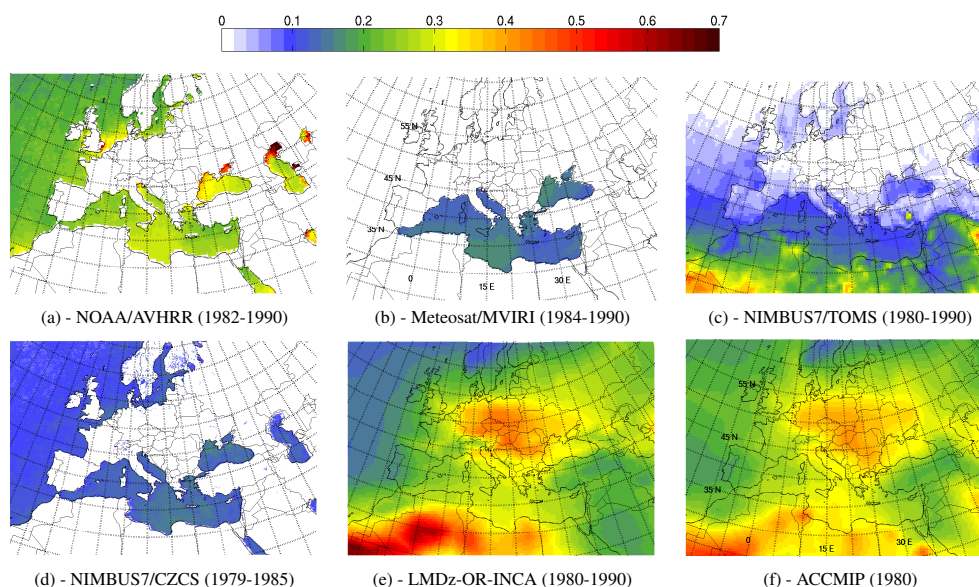 0 0.1 0.2 0.3 0.4 0.5 0.6 0.7
55 N
45 N
35 N
0
15 E
30 E
(a) - NOAA/AVHRR (1982-1990)
(b) - Meteosat/MVIRI (1984-1990)
(c) - NIMBUS7/TOMS (1980-1990)
55 N
45 N
35 N
0
15 E
30 E
(d) - NIMBUS7/CZCS (1979-1985)
(e) - LMDz-OR-INCA (1980-1990)
(f) - ACCMIP (1980)